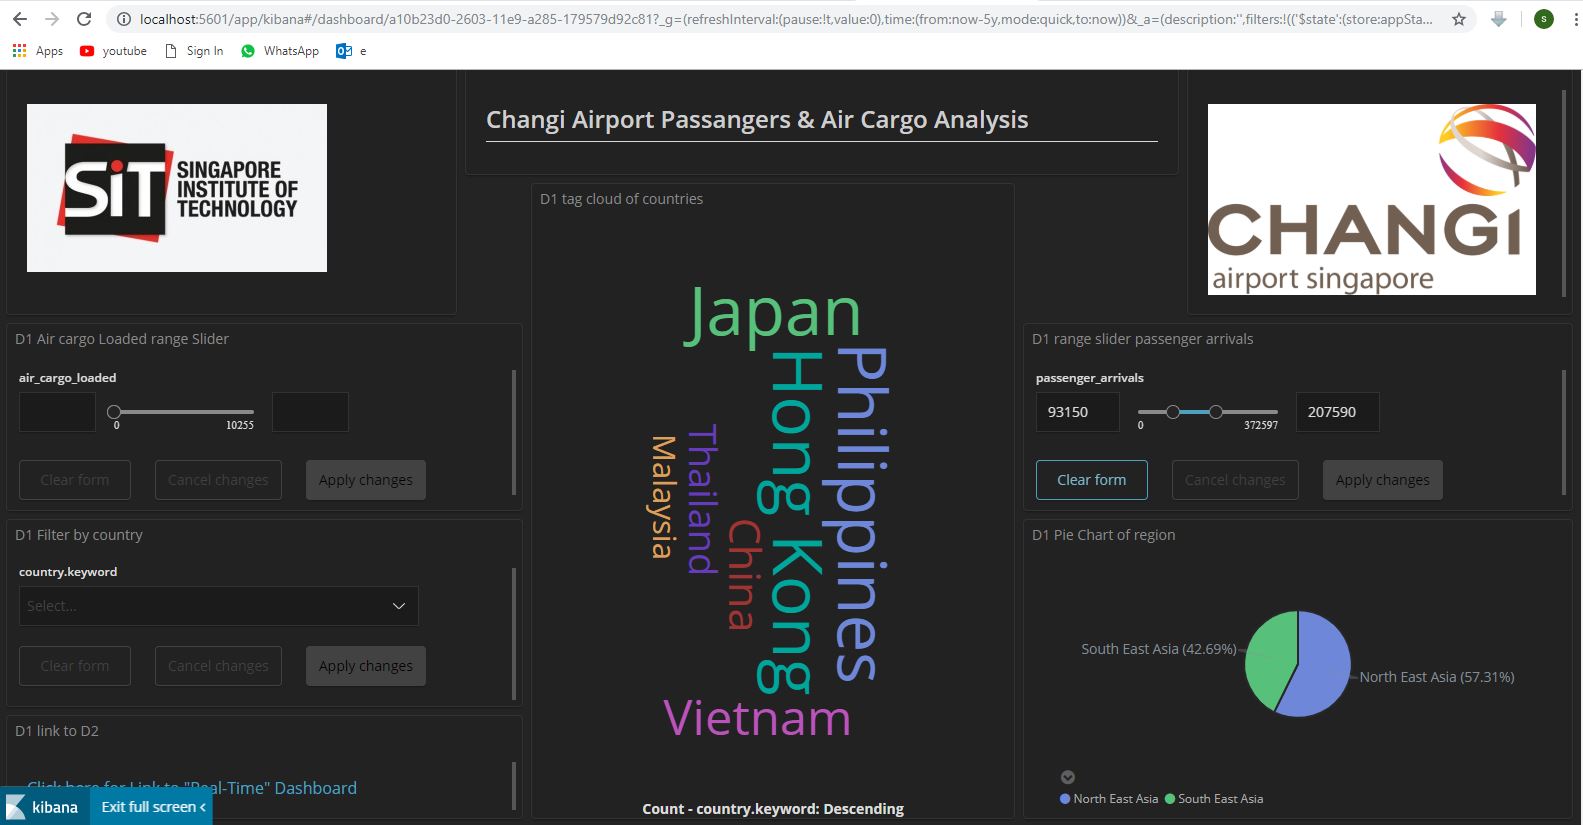 localhost:5601/app/kibana#/dashboard/a10b23d0-2603-11e9-a285-179579d92c81?_g=(refreshInterval:(pause:!t,value:0),time:(from:now-5y,mode:quick,to:now))&_a=(description:'',filters:!(('$state':(store:appSta...
S
Apps youtube Sign In WhatsApp e
SiT SINGAPORE
INSTITUTE OF
TECHNOLOGY
Changi Airport Passangers & Air Cargo Analysis
CHANGI
airport singapore
D1 Air cargo Loaded range Slider
air_cargo_loaded
0 10255
Clear form Cancel changes Apply changes
D1 Filter by country
country.keyword
Select...
Clear form Cancel changes Apply changes
D1 link to D2
Click here for Link to "Real-Time" Dashboard
kibana Exit full screen
D1 tag cloud of countries
Japan
Philippines
Hong Kong
Thailand
Malaysia
China
Vietnam
Count - country.keyword: Descending
D1 range slider passenger arrivals
passenger_arrivals
93150 207590
0 372597
Clear form Cancel changes Apply changes
D1 Pie Chart of region
South East Asia (42.69%)
North East Asia (57.31%)
North East Asia South East Asia